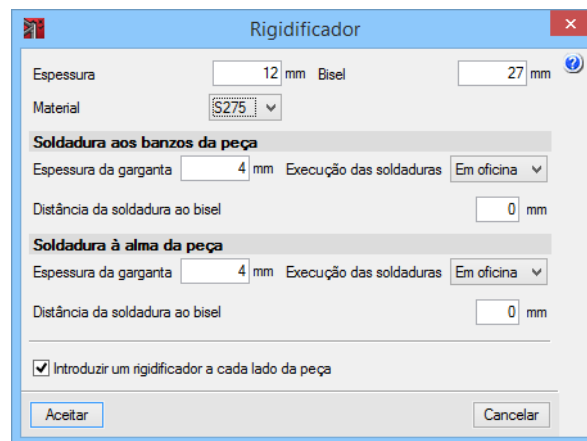 Rigidificador
Espessura 12 mm Bisel 27 mm
Material S275
Soldadura aos banzos da peça
Espessura da garganta 4 mm Execução das soldaduras Em oficina
Distância da soldadura ao bisel 0 mm
Soldadura à alma da peça
Espessura da garganta 4 mm Execução das soldaduras Em oficina
Distância da soldadura ao bisel 0 mm
Introduzir um rigidificador a cada lado da peça
Aceitar Cancelar